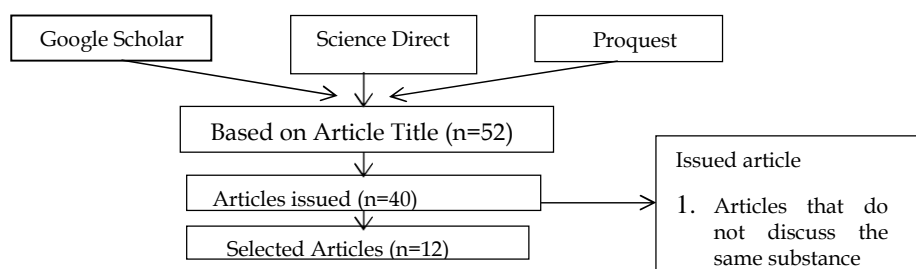 Google Scholar
Science Direct
Proquest
Based on Article Title (n=52)
Articles issued (n=40)
Selected Articles (n=12)
Issued article
1. Articles that do
not discuss the
same substance